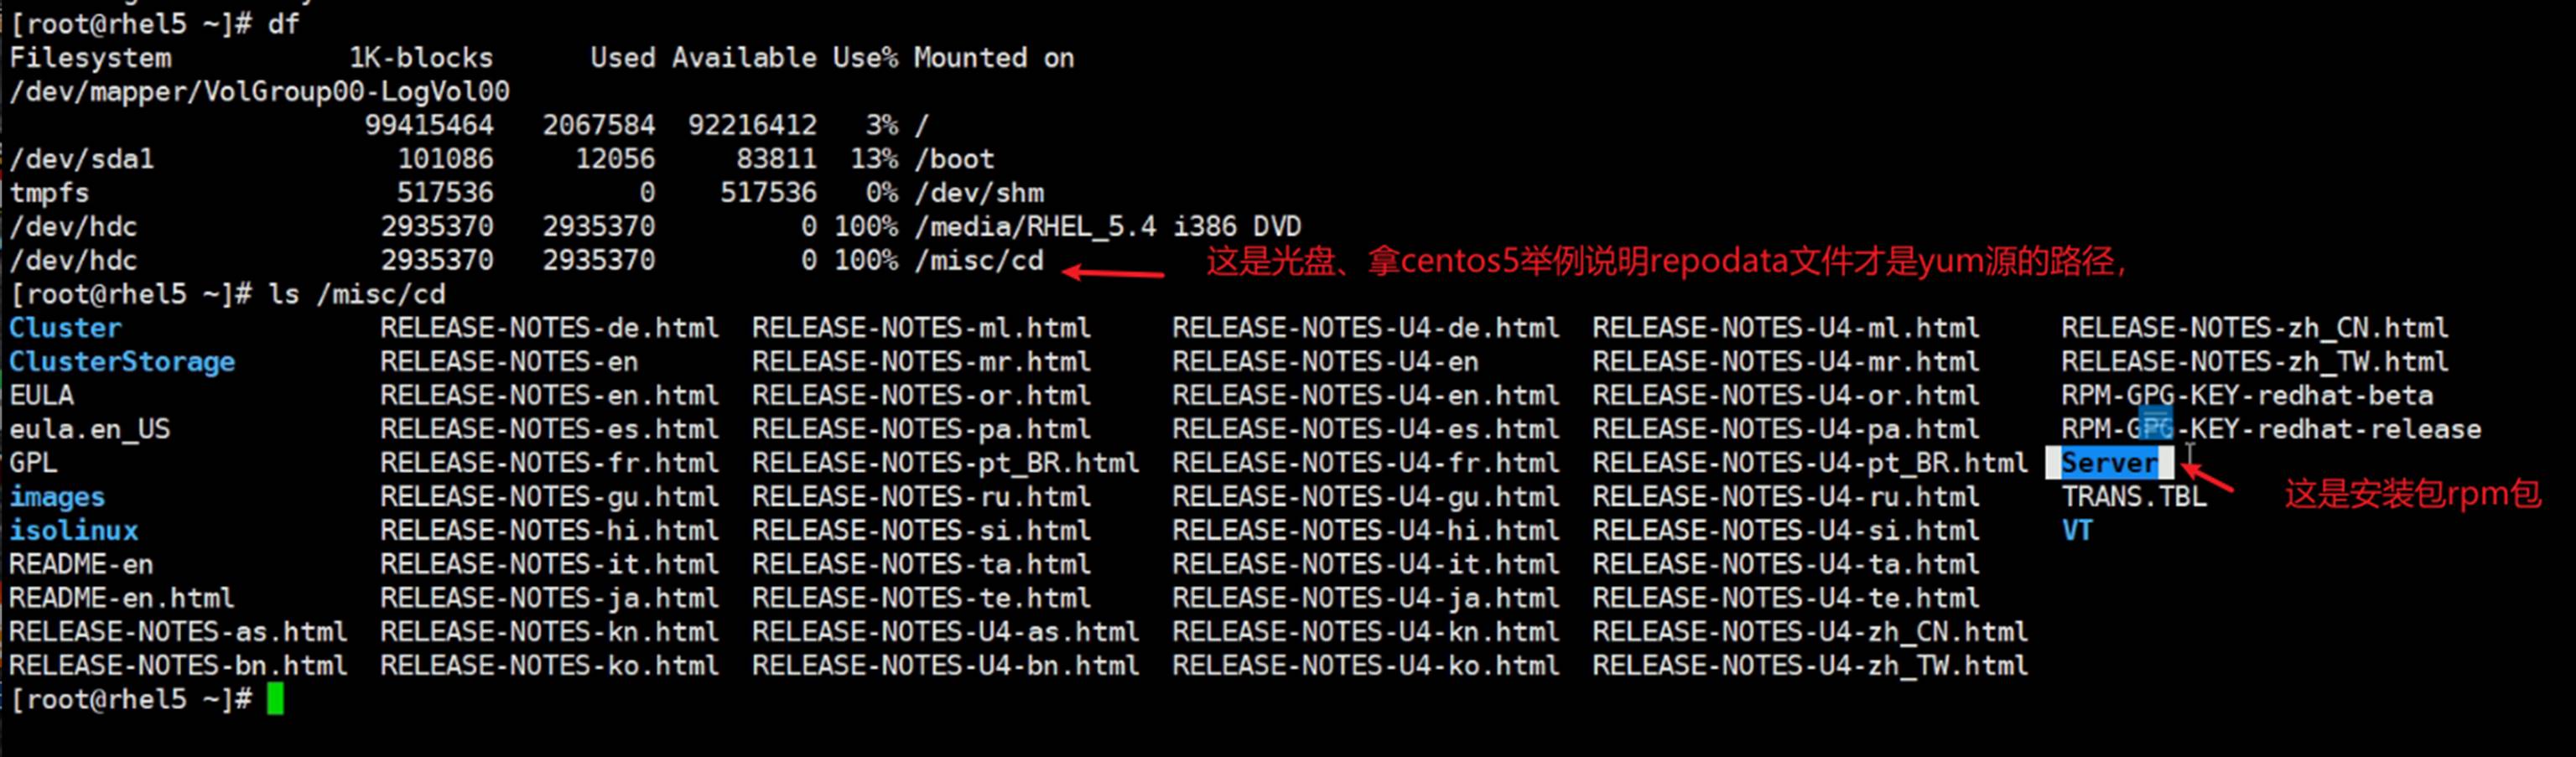 [root@rhel5 ~]# df
Filesystem 1K-blocks Used Available Use% Mounted on
/dev/mapper/VolGroup00-LogVol00
99415464 2067584 92216412 3% /
/dev/sda1 101086 12056 83811 13% /boot
tmpfs 517536 0 517536 0% /dev/shm
/dev/hdc 2935370 2935370 0 100% /media/RHEL_5.4 i386 DVD
/dev/hdc 2935370 2935370 0 100% /misc/cd 这是光盘、拿centos5举例说明repodata文件才是yum源的路径，
[root@rhel5 ~]# ls /misc/cd
Cluster RELEASE-NOTES-de.html RELEASE-NOTES-ml.html RELEASE-NOTES-U4-de.html RELEASE-NOTES-U4-ml.html RELEASE-NOTES-zh_CN.html
ClusterStorage RELEASE-NOTES-en RELEASE-NOTES-mr.html RELEASE-NOTES-U4-en RELEASE-NOTES-U4-mr.html RELEASE-NOTES-zh_TW.html
EULA RELEASE-NOTES-en.html RELEASE-NOTES-or.html RELEASE-NOTES-U4-en.html RELEASE-NOTES-U4-or.html RPM-GPG-KEY-redhat-beta
eula.en_US RELEASE-NOTES-es.html RELEASE-NOTES-pa.html RELEASE-NOTES-U4-es.html RELEASE-NOTES-U4-pa.html RPM-GPG-KEY-redhat-release
GPL RELEASE-NOTES-fr.html RELEASE-NOTES-pt_BR.html RELEASE-NOTES-U4-fr.html RELEASE-NOTES-U4-pt_BR.html Server
images RELEASE-NOTES-gu.html RELEASE-NOTES-ru.html RELEASE-NOTES-U4-gu.html RELEASE-NOTES-U4-ru.html TRANS.TBL 这是安装包rpm包
isolinux RELEASE-NOTES-hi.html RELEASE-NOTES-si.html RELEASE-NOTES-U4-hi.html RELEASE-NOTES-U4-si.html VT
README-en RELEASE-NOTES-it.html RELEASE-NOTES-ta.html RELEASE-NOTES-U4-it.html RELEASE-NOTES-U4-ta.html
README-en.html RELEASE-NOTES-ja.html RELEASE-NOTES-te.html RELEASE-NOTES-U4-ja.html RELEASE-NOTES-U4-te.html
RELEASE-NOTES-as.html RELEASE-NOTES-kn.html RELEASE-NOTES-U4-as.html RELEASE-NOTES-U4-kn.html RELEASE-NOTES-U4-zh_CN.html
RELEASE-NOTES-bn.html RELEASE-NOTES-ko.html RELEASE-NOTES-U4-bn.html RELEASE-NOTES-U4-ko.html RELEASE-NOTES-U4-zh_TW.html
[root@rhel5 ~]#